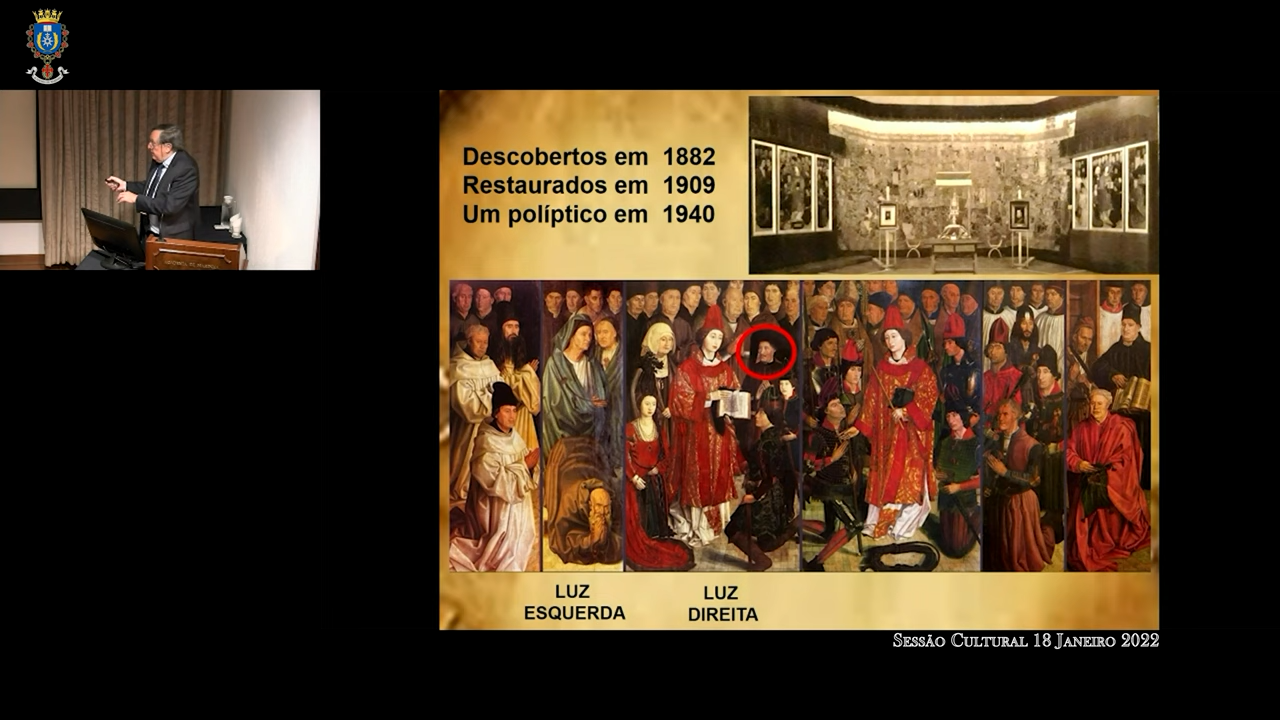 Descobertos em 1882
Restaurados em 1909
Um políptico em 1940
LUZ
ESQUERDA
LUZ
DIREITA
Sessão Cultural 18 Janeiro 2022